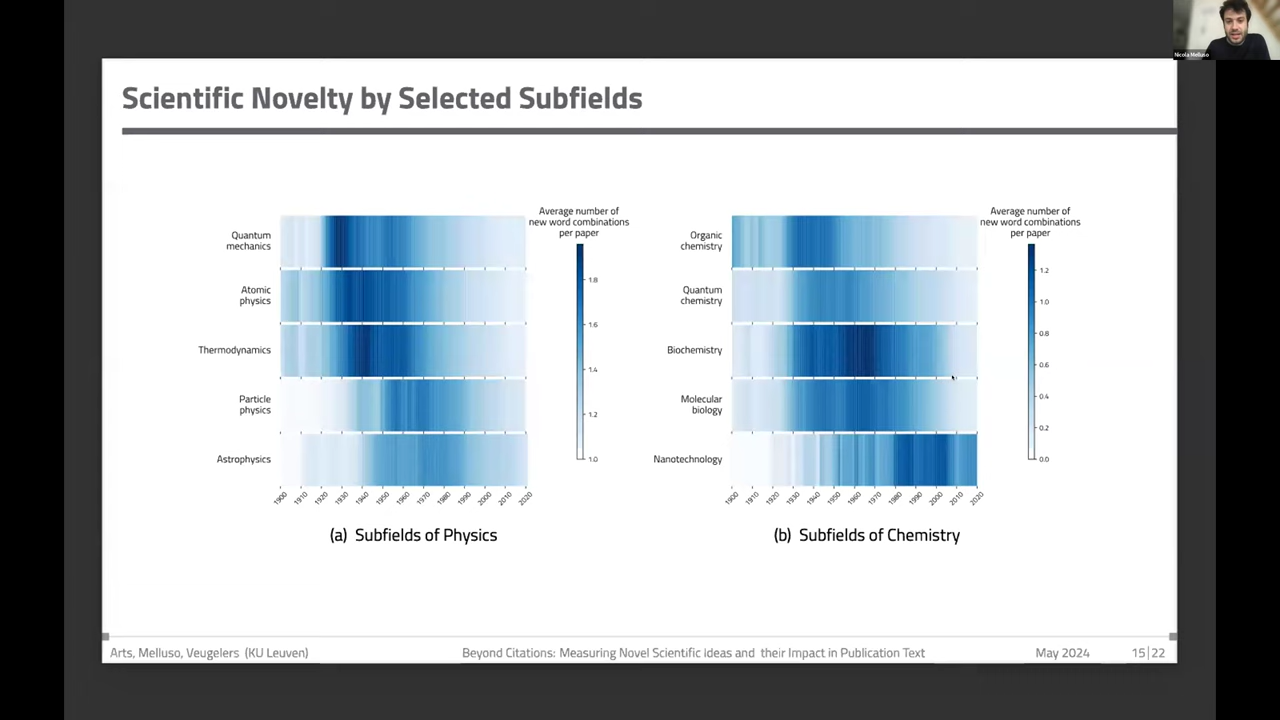 Nicola Melluso
Scientific Novelty by Selected Subfields
Average number of
new word combinations
per paper
Quantum
mechanics
Atomic
physics
Thermodynamics
Particle
physics
Astrophysics
1.8
1.6
1.4
1.2
1.0
1900 1910 1920 1930 1940 1950 1960 1970 1980 1990 2000 2010 2020
(a) Subfields of Physics
Average number of
new word combinations
per paper
Organic
chemistry
Quantum
chemistry
Biochemistry
Molecular
biology
Nanotechnology
1.2
1.0
0.8
0.6
0.4
0.2
0.0
1900 1910 1920 1930 1940 1950 1960 1970 1980 1990 2000 2010 2020
(b) Subfields of Chemistry
Arts, Melluso, Veugelers (KU Leuven)
Beyond Citations: Measuring Novel Scientific Ideas and their Impact in Publication Text
May 2024
15|22